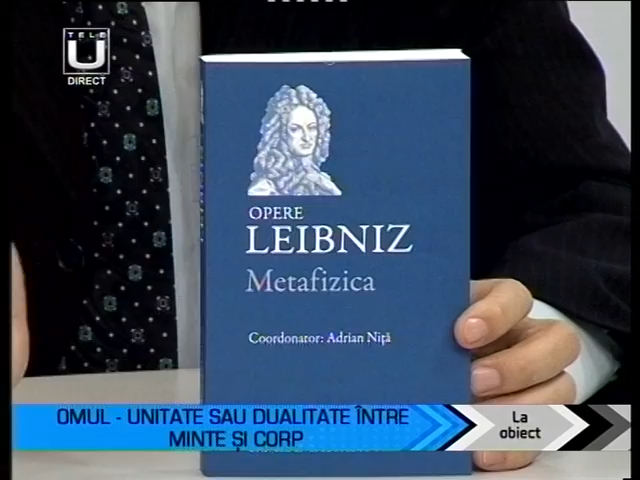 TELE
U
DIRECT
OPERE
LEIBNIZ
Metafizica
Coordonator: Adrian Niță
OMUL - UNITATE SAU DUALITATE ÎNTRE
MINTE ȘI CORP
La
obiect